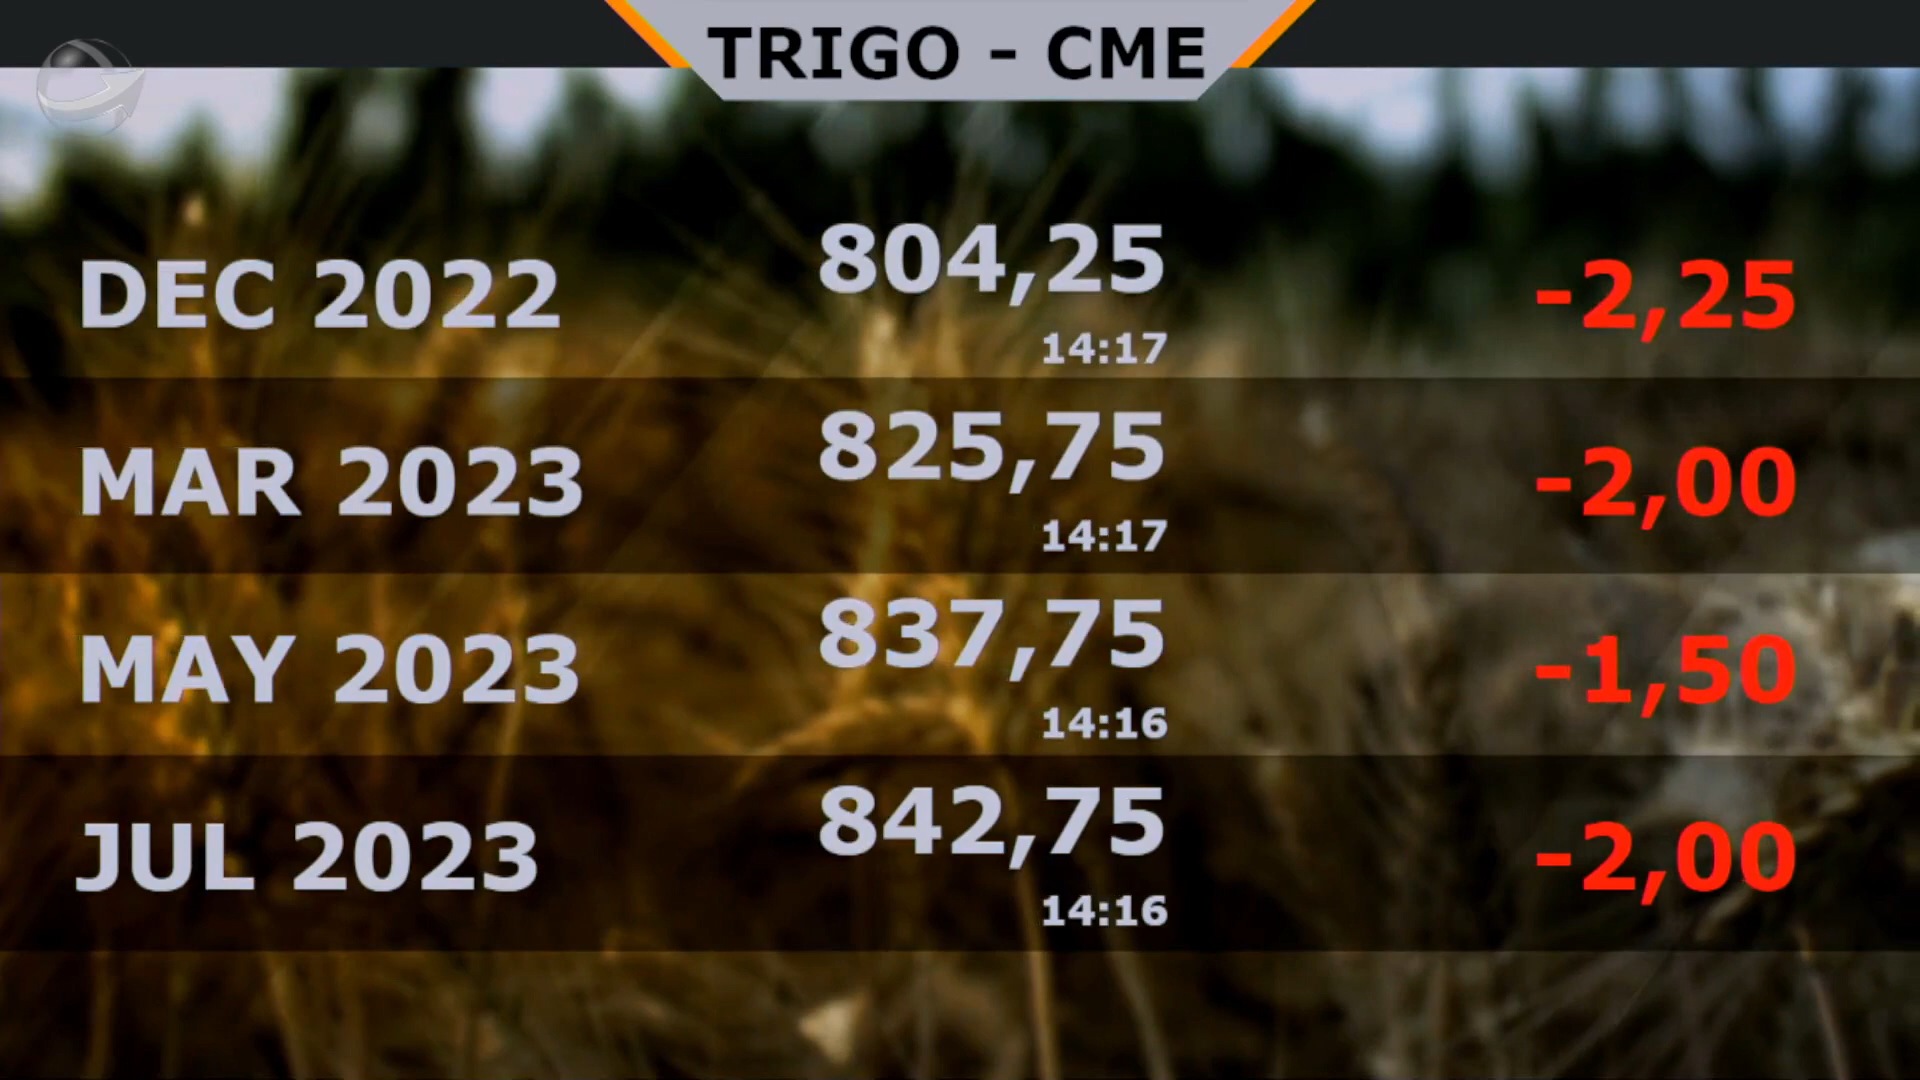 TRIGO - CME
DEC 2022 804,25 -2,25
14:17
MAR 2023 825,75 -2,00
14:17
MAY 2023 837,75 -1,50
14:16
JUL 2023 842,75 -2,00
14:16